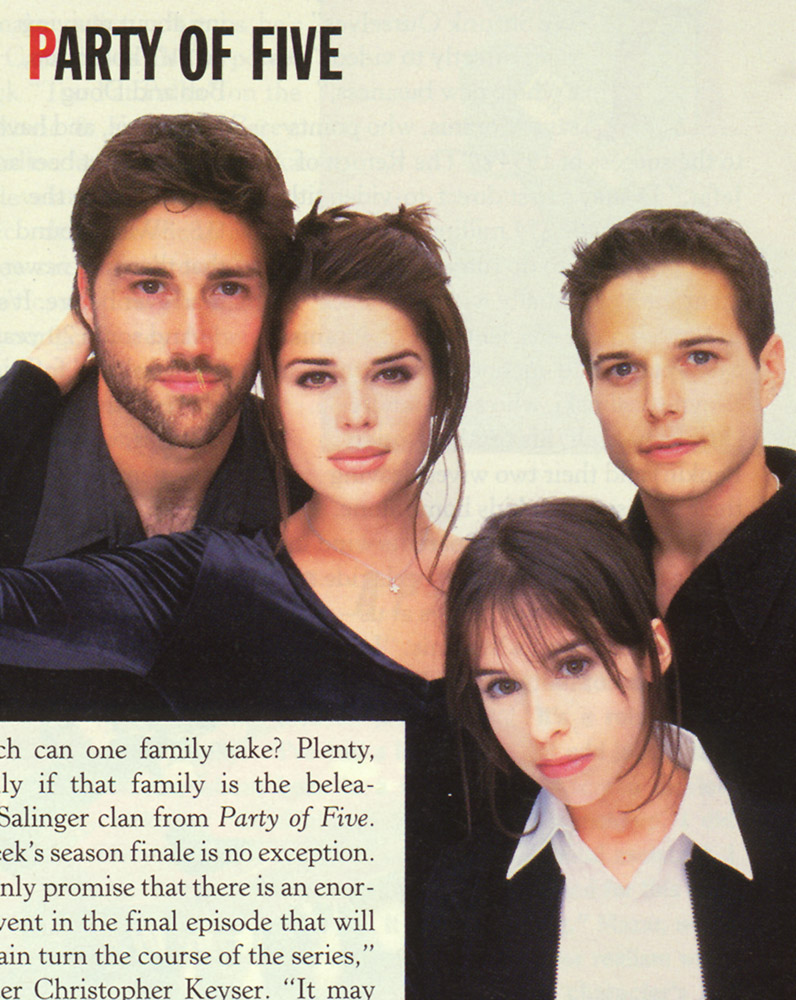 PARTY OF FIVE
ch can one family take? Plenty,
ly if that family is the belea-
Salinger clan from Party of Five.
ek's season finale is no exception.
nly promise that there is an enor-
vent in the final episode that will
ain turn the course of the series,"
er Christopher Keyser. "It may